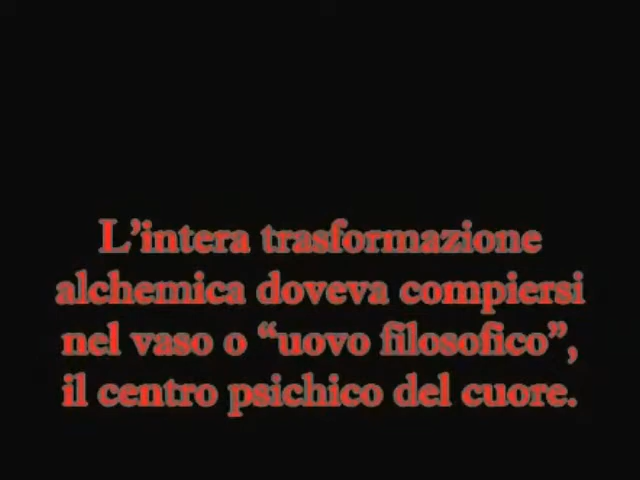 L’intera trasformazione
alchemica doveva compiersi
nel vaso o “uovo filosofico”,
il centro psichico del cuore.